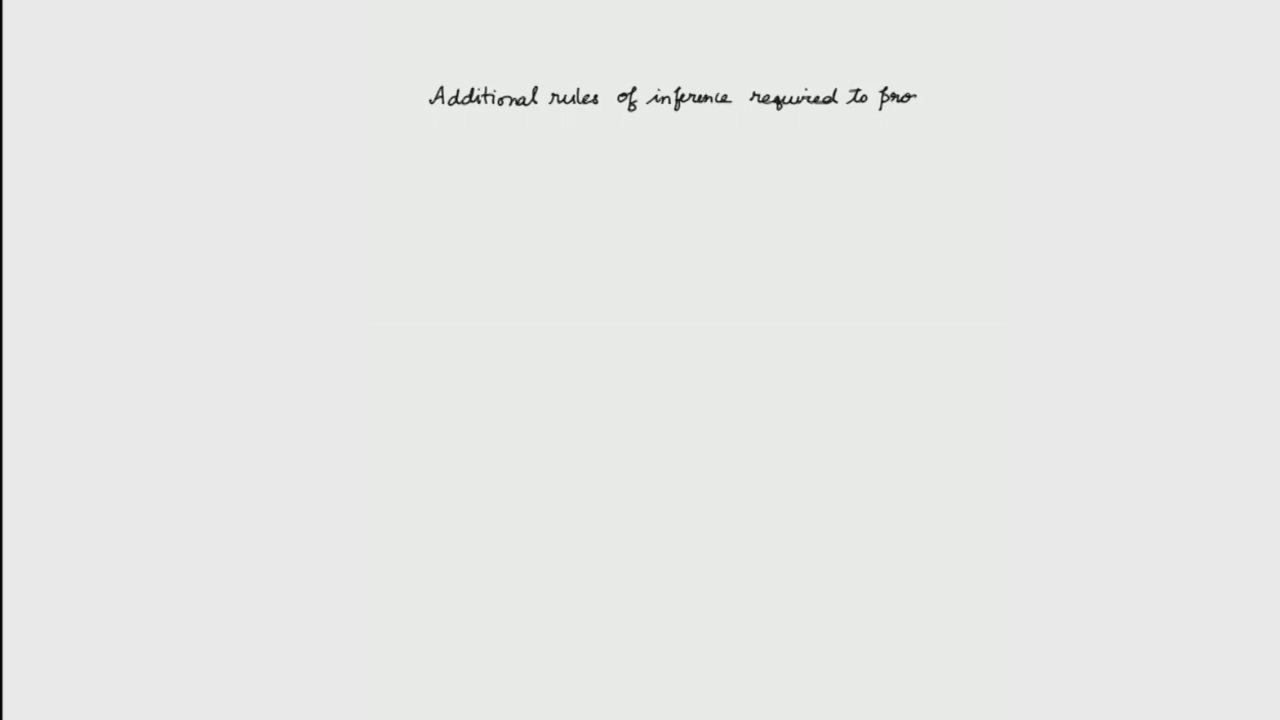 Additional rules of inference required to pro